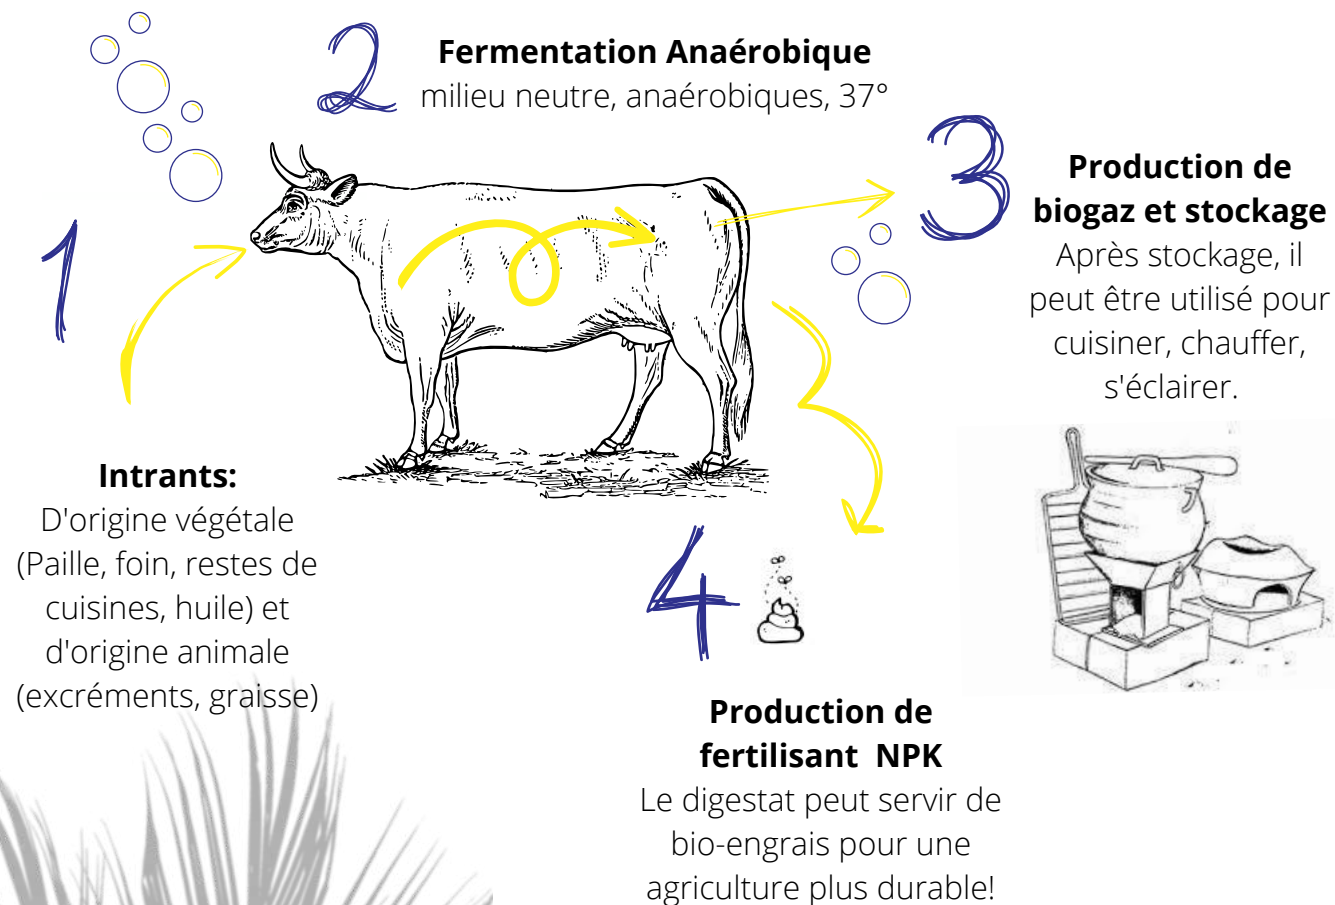 1
Intrants:
D'origine végétale
(Paille, foin, restes de
cuisines, huile) et
d'origine animale
(excréments, graisse)
2
Fermentation Anaérobique
milieu neutre, anaérobiques, 37°
3
Production de
biogaz et stockage
Après stockage, il
peut être utilisé pour
cuisiner, chauffer,
s'éclairer.
4
Production de
fertilisant NPK
Le digestat peut servir de
bio-engrais pour une
agriculture plus durable!